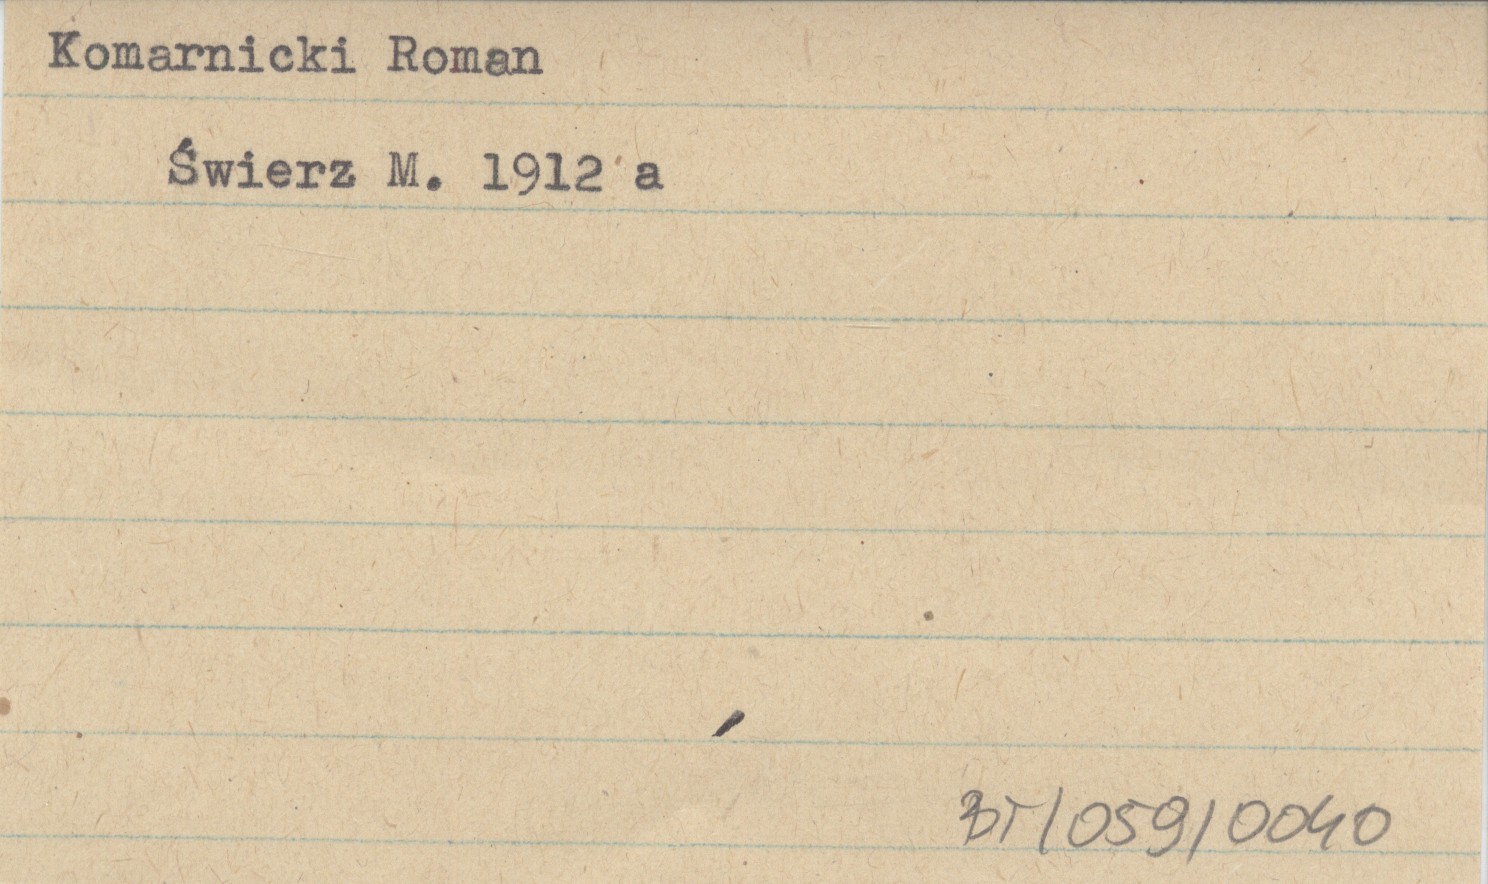 Komarnicki Roman
Świerz M. 1912 a
BT/059/0040